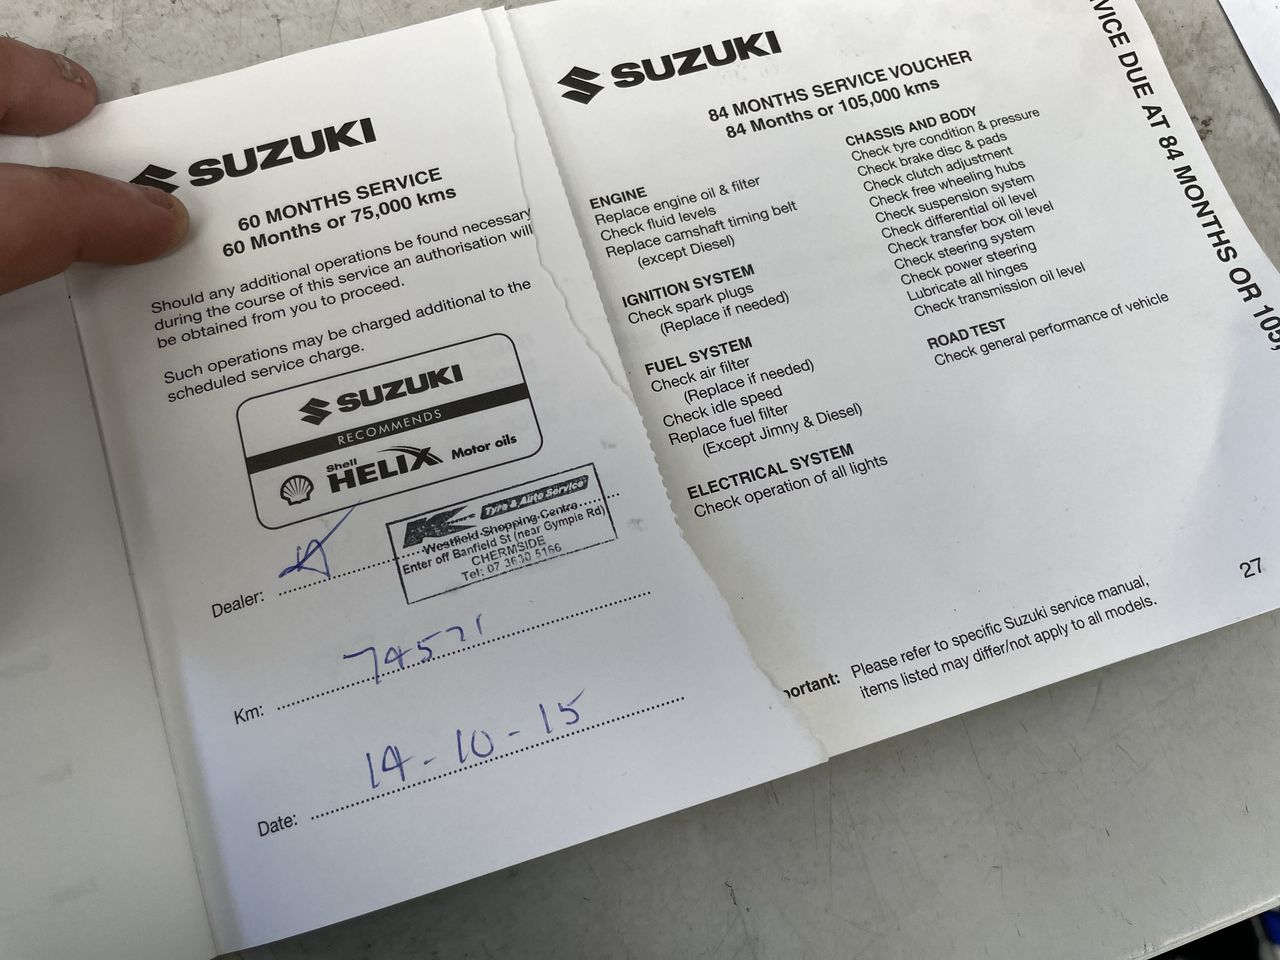 SUZUKI
60 MONTHS SERVICE
60 Months or 75,000 kms
Should any additional operations be found necessary
during the course of this service an authorisation will
be obtained from you to proceed.
Such operations may be charged additional to the
scheduled service charge.
SUZUKI
RECOMMENDS
Shell
HELIX Motor oils
K Tyre & Auto Service
Westfield Shopping Centre
Enter off Banfield St (near Gympie Rd)
CHERMSIDE
Tel: 07 3630 5166
Dealer:
Km: 74571
Date: 14-10-15
SUZUKI
84 MONTHS SERVICE VOUCHER
84 Months or 105,000 kms
ENGINE
Replace engine oil & filter
Check fluid levels
Replace camshaft timing belt
(except Diesel)
IGNITION SYSTEM
Check spark plugs
(Replace if needed)
FUEL SYSTEM
Check air filter
(Replace if needed)
Check idle speed
Replace fuel filter
(Except Jimny & Diesel)
ELECTRICAL SYSTEM
Check operation of all lights
CHASSIS AND BODY
Check tyre condition & pressure
Check brake disc & pads
Check clutch adjustment
Check free wheeling hubs
Check suspension system
Check differential oil level
Check transfer box oil level
Check steering system
Check power steering
Lubricate all hinges
Check transmission oil level
ROAD TEST
Check general performance of vehicle
portant: Please refer to specific Suzuki service manual,
items listed may differ/not apply to all models.
27
VICE DUE AT 84 MONTHS OR 105,